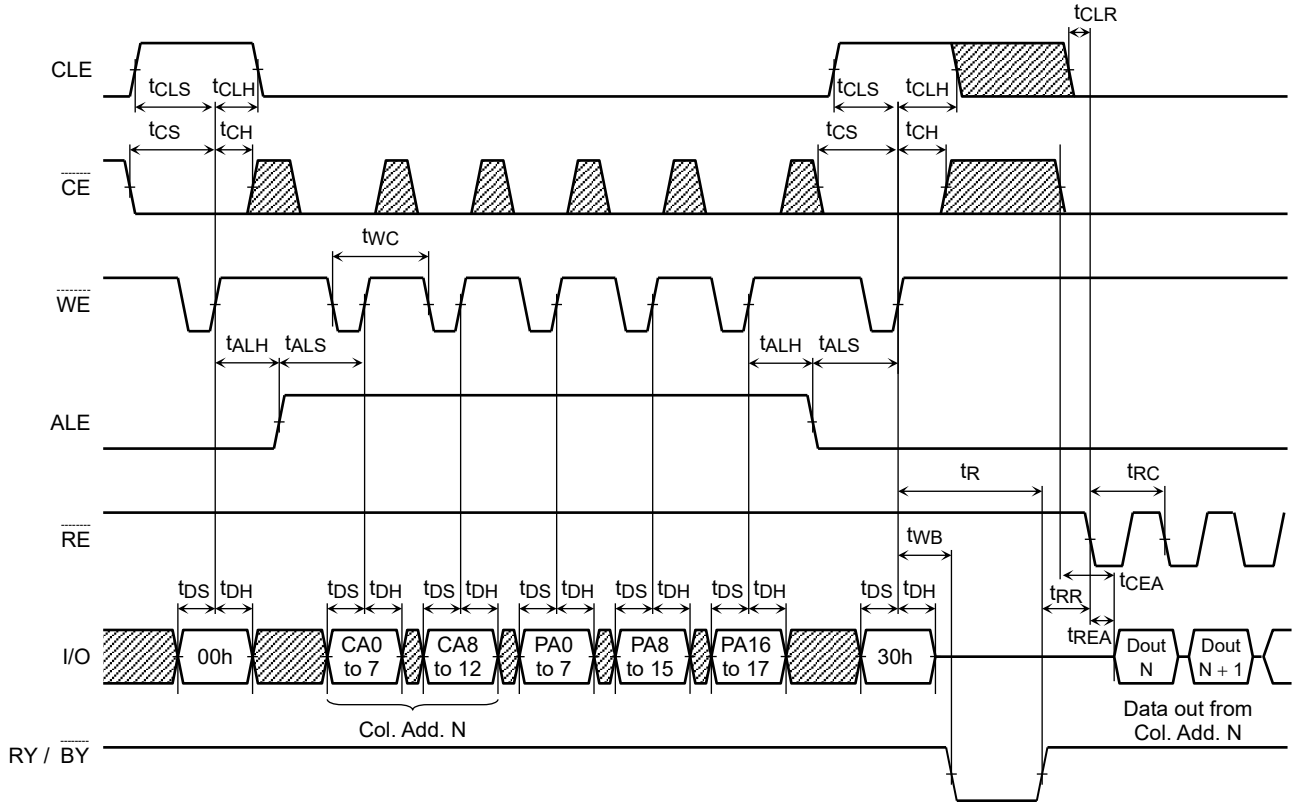 tCLR
CLE
tCLS tCLH tCLS tCLH
tCS tCH tCS tCH
CE
tWC
WE
tALH tALS tALH tALS
ALE
tR tRC
RE
tWB
tDS tDH tDS tDH tDS tDH tDS tDH tDS tDH tDS tDH tDS tDH tCEA
tRR
tREA
I/O 00h CA0 to 7 CA8 to 12 PA0 to 7 PA8 to 15 PA16 to 17 30h Dout N Dout N + 1
Col. Add. N
Data out from
Col. Add. N
RY / BY